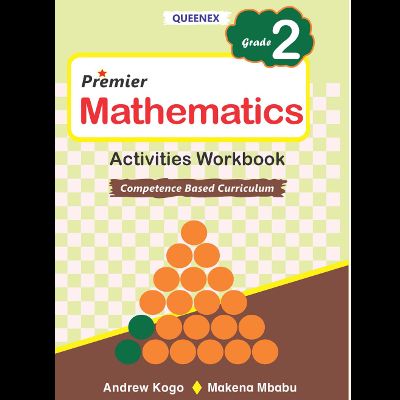 QUEENEX
Grade 2
Premier
Mathematics
Activities Workbook
Competence Based Curriculum
Andrew Kogo Makena Mbabu